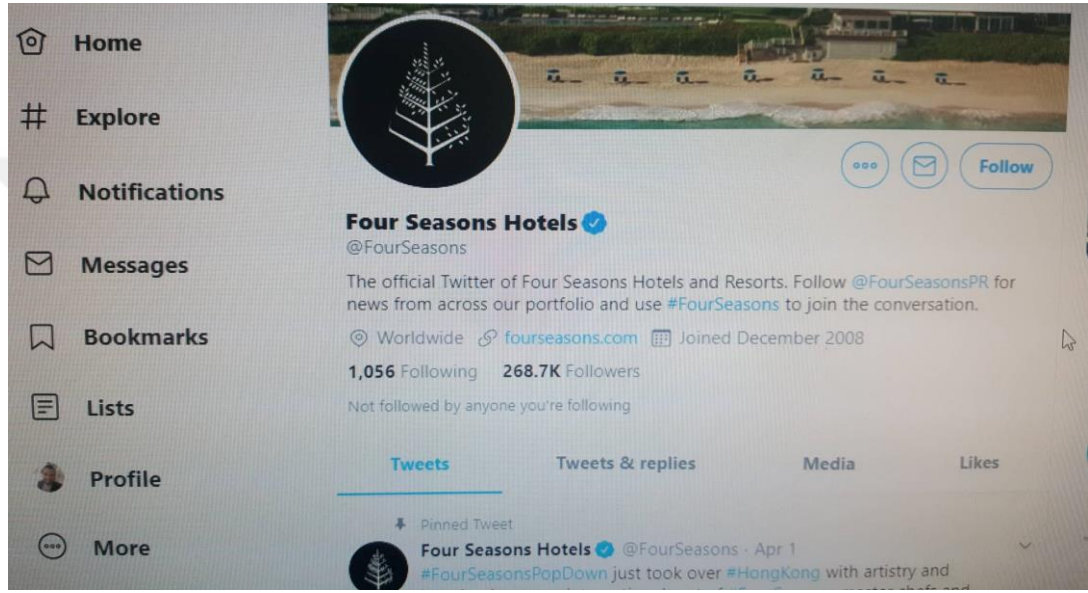 Home
Explore
Notifications
Messages
Bookmarks
Lists
Profile
More
Follow
Four Seasons Hotels
@FourSeasons
The official Twitter of Four Seasons Hotels and Resorts. Follow @FourSeasonsPR for
news from across our portfolio and use #FourSeasons to join the conversation.
Worldwide fourseasons.com Joined December 2008
1,056 Following 268.7K Followers
Not followed by anyone you're following
Tweets Tweets & replies Media Likes
Pinned Tweet
Four Seasons Hotels @FourSeasons · Apr 1
#FourSeasonsPopDown just took over #HongKong with artistry and